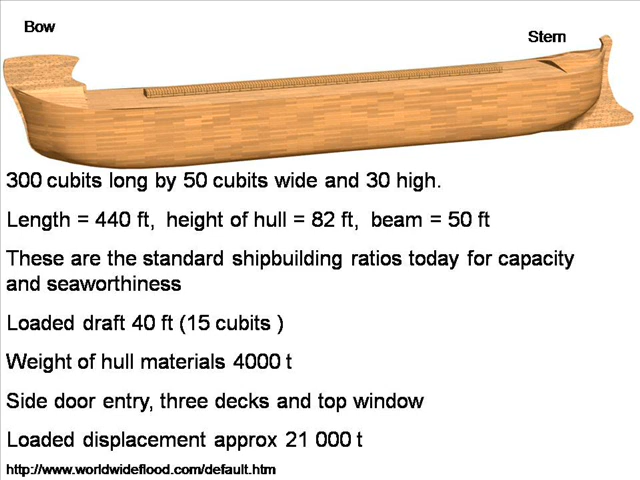 Bow
Stern
300 cubits long by 50 cubits wide and 30 high.
Length = 440 ft, height of hull = 82 ft, beam = 50 ft
These are the standard shipbuilding ratios today for capacity
and seaworthiness
Loaded draft 40 ft (15 cubits )
Weight of hull materials 4000 t
Side door entry, three decks and top window
Loaded displacement approx 21 000 t
http://www.worldwideflood.com/default.htm